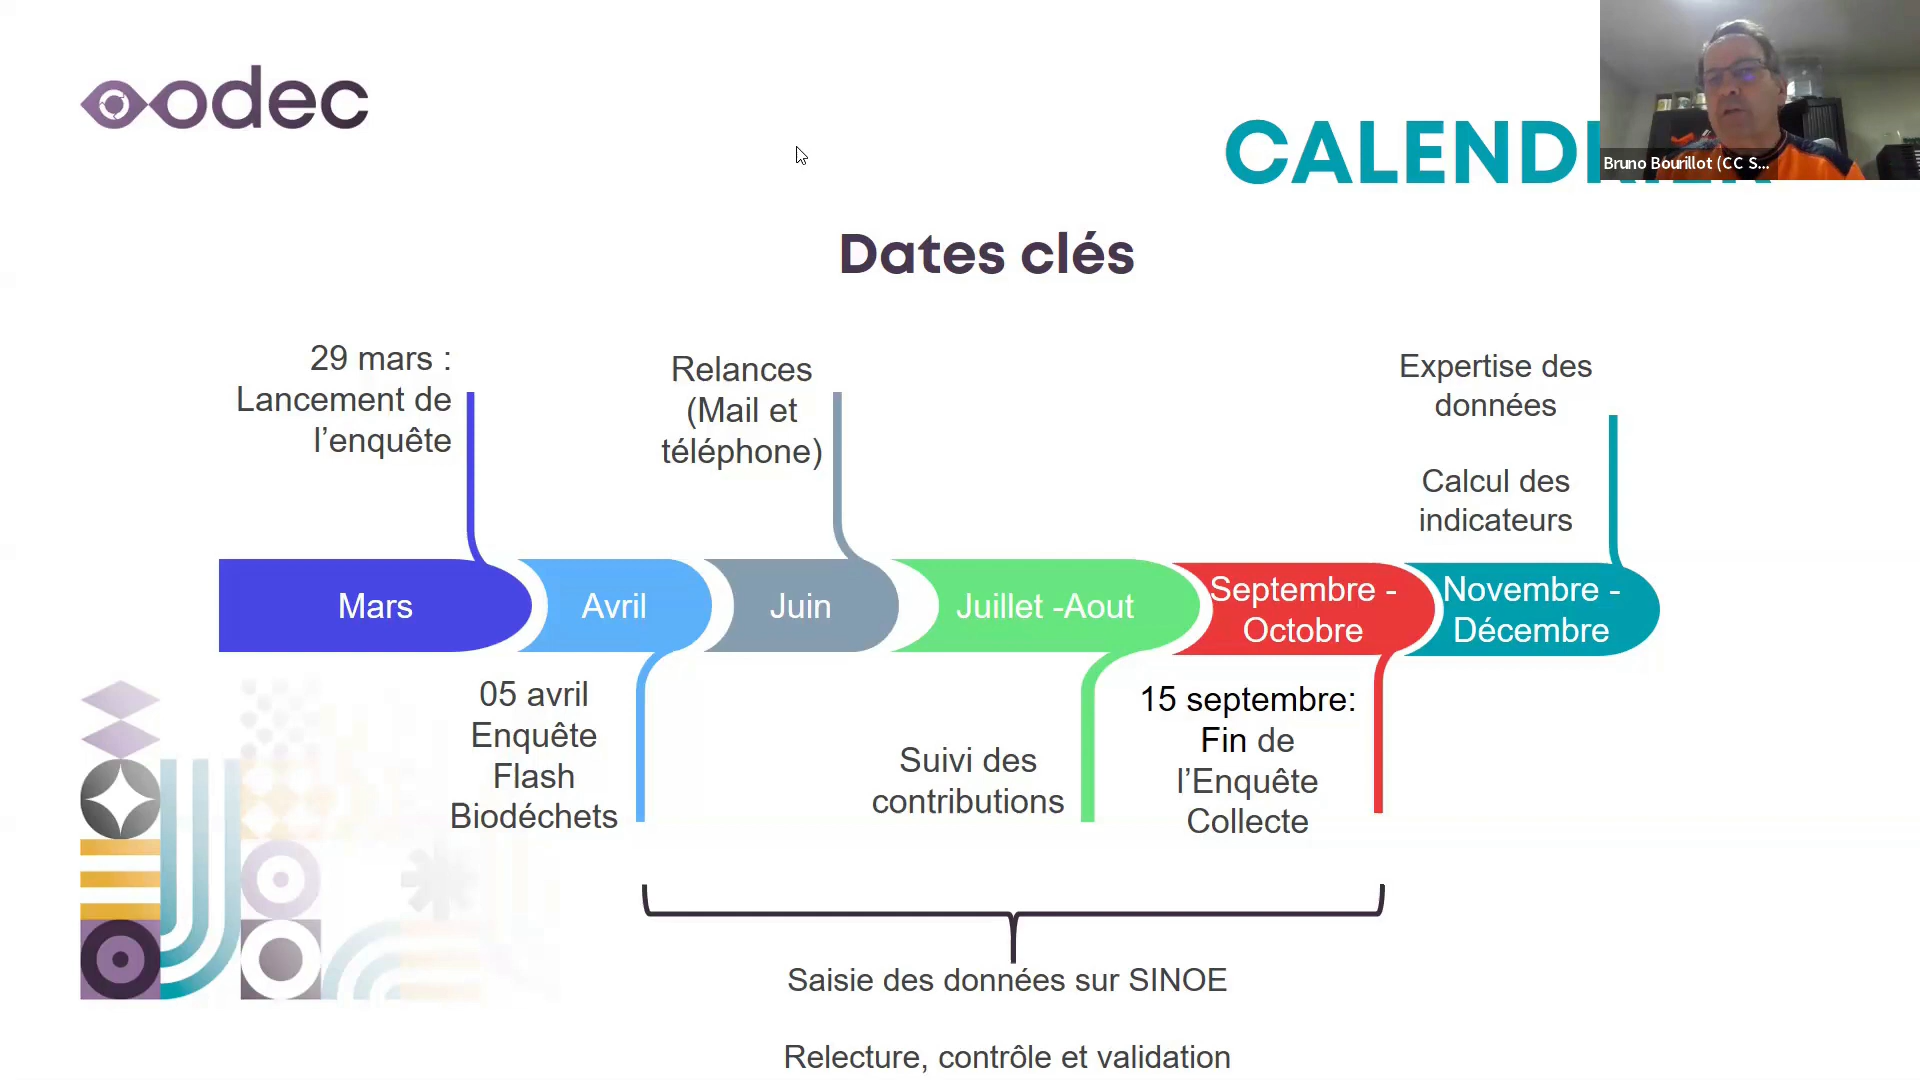 odec
CALENDRIER
Bruno Bourillot (CC S...
Dates clés
29 mars :
Lancement de
l’enquête
Relances
(Mail et
téléphone)
Expertise des
données
Calcul des
indicateurs
Mars
Avril
Juin
Juillet -Aout
Septembre -
Octobre
Novembre -
Décembre
05 avril
Enquête
Flash
Biodéchets
Suivi des
contributions
15 septembre:
Fin de
l’Enquête
Collecte
Saisie des données sur SINOE
Relecture, contrôle et validation